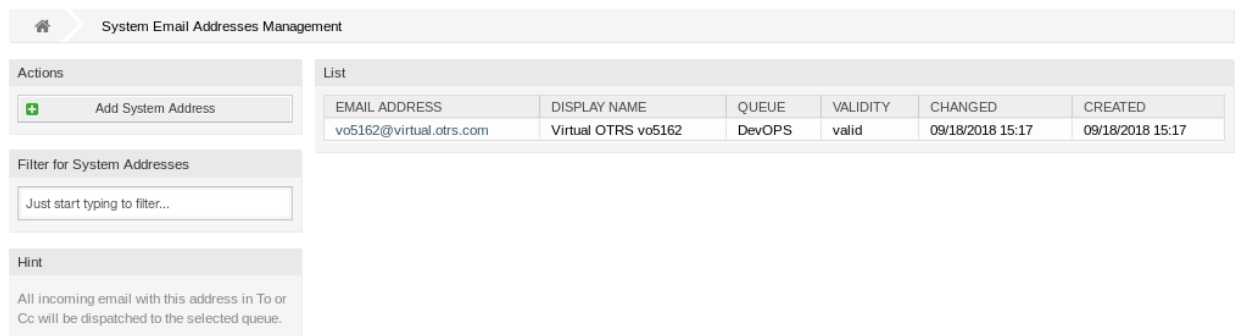 System Email Addresses Management
Actions
Add System Address
Filter for System Addresses
Just start typing to filter...
Hint
All incoming email with this address in To or
Cc will be dispatched to the selected queue.
List
EMAIL ADDRESS DISPLAY NAME QUEUE VALIDITY CHANGED CREATED
vo5162@virtual.otrs.com Virtual OTRS vo5162 DevOPS valid 09/18/2018 15:17 09/18/2018 15:17